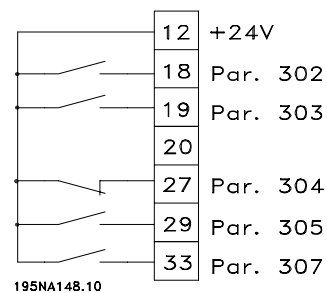 12 +24V
18 Par. 302
19 Par. 303
20
27 Par. 304
29 Par. 305
33 Par. 307
195NA148.10